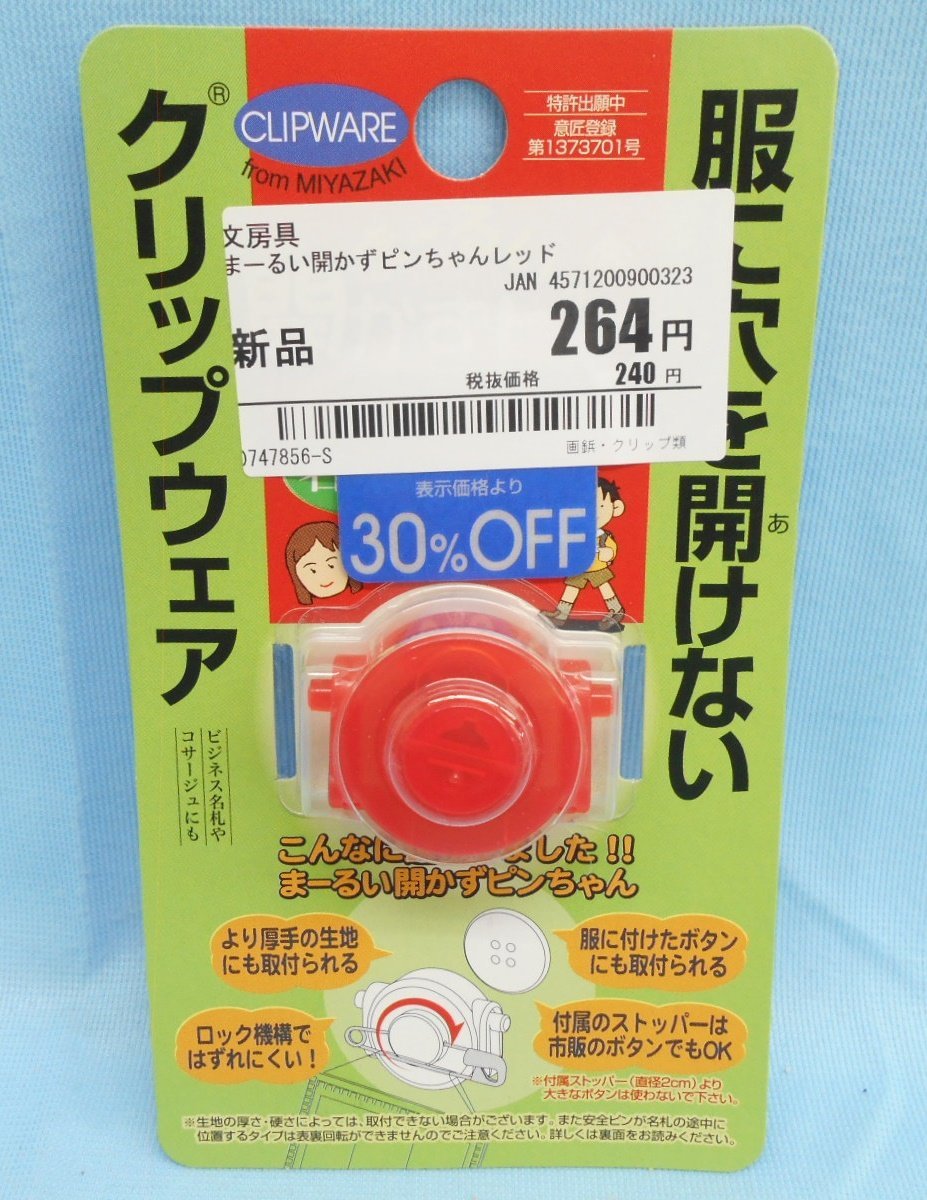 クリップウェア®
CLIPWARE
from MIYAZAKI
特許出願中
意匠登録
第1373701号
服に穴を開けない
あ
文房具
まーるい開かずピンちゃんレッド
JAN 4571200900323
新品
264円
税抜価格 240 円
747856-S
画鋲・クリップ類
表示価格より
30%OFF
ビジネス名札や
コサージュにも
こんなに ました!!
まーるい開かずピンちゃん
より厚手の生地
にも取付られる
服に付けたボタン
にも取付られる
ロック機構で
はずれにくい!
付属のストッパーは
市販のボタンでもOK
※付属ストッパー(直径2cm)より
大きなボタンは使わないで下さい。
※生地の厚さ・硬さによっては、取付できない場合がございます。また安全ピンが名札の途中に
位置するタイプは表裏回転ができませんのでご注意ください。詳しくは裏面をお読みください。